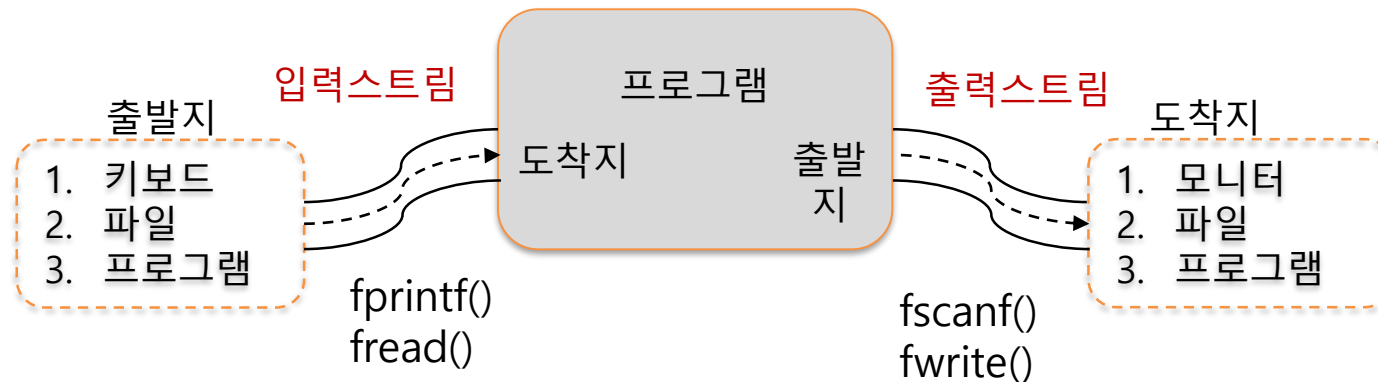 입력스트림
출발지
1. 키보드
2. 파일
3. 프로그램
fprintf()
fread()
프로그램
도착지
출발
지
출력스트림
도착지
1. 모니터
2. 파일
3. 프로그램
fscanf()
fwrite()